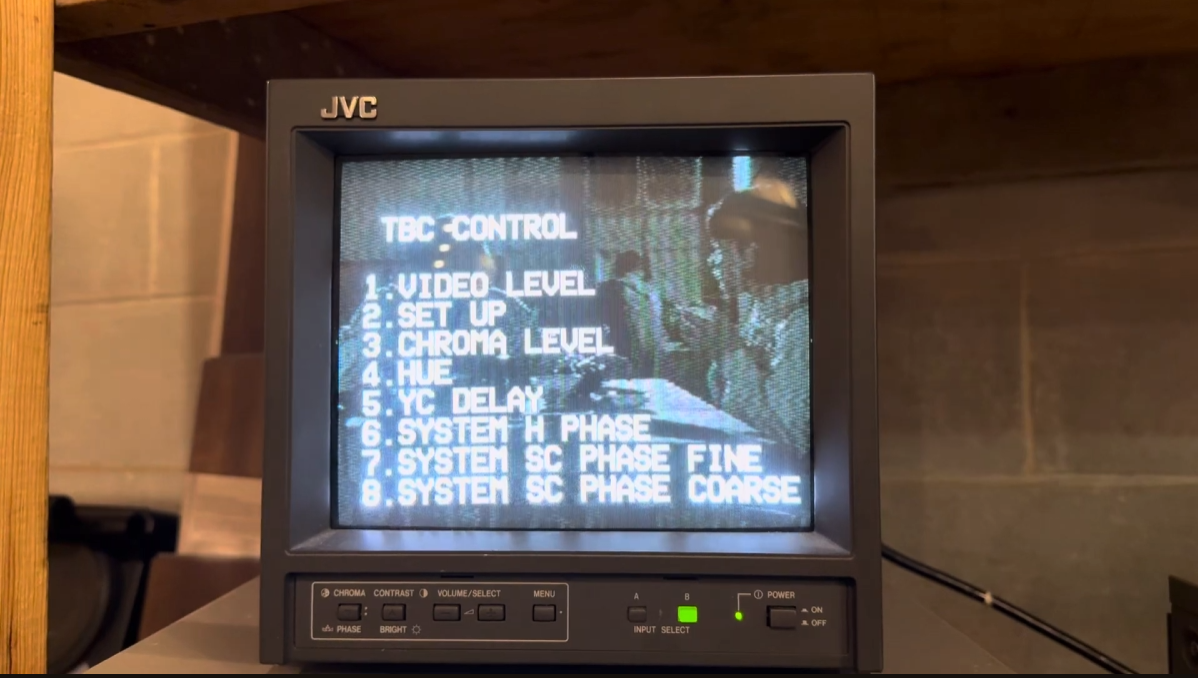 JVC
TBC CONTROL
1.VIDEO LEVEL
2.SET UP
3.CHROMA LEVEL
4.HUE
5.YC DELAY
6.SYSTEM H PHASE
7.SYSTEM SC PHASE FINE
8.SYSTEM SC PHASE COARSE
CHROMA CONTRAST VOLUME/SELECT MENU
PHASE BRIGHT
A B
INPUT SELECT
POWER
ON
OFF